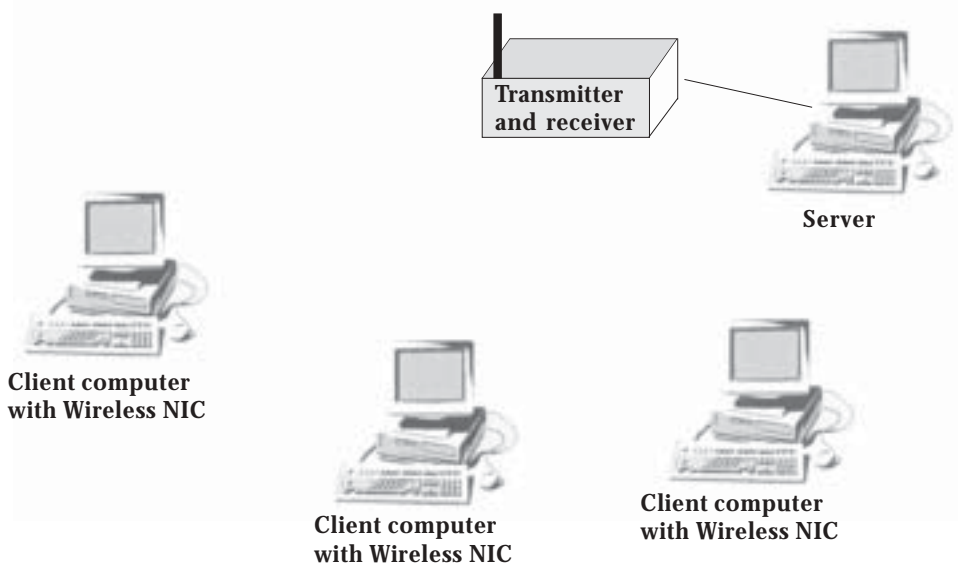 Transmitter
and receiver
Server
Client computer
with Wireless NIC
Client computer
with Wireless NIC
Client computer
with Wireless NIC